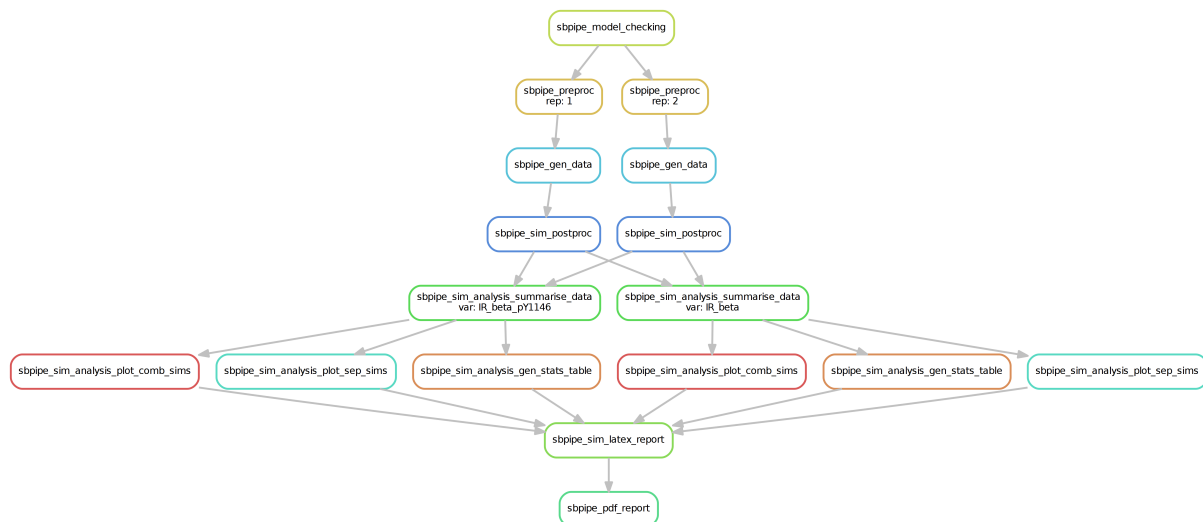 sbpipe_model_checking
sbpipe_preproc
rep: 1
sbpipe_preproc
rep: 2
sbpipe_gen_data
sbpipe_gen_data
sbpipe_sim_postproc
sbpipe_sim_postproc
sbpipe_sim_analysis_summarise_data
var: IR_beta_pY1146
sbpipe_sim_analysis_summarise_data
var: IR_beta
sbpipe_sim_analysis_plot_comb_sims
sbpipe_sim_analysis_plot_sep_sims
sbpipe_sim_analysis_gen_stats_table
sbpipe_sim_analysis_plot_comb_sims
sbpipe_sim_analysis_gen_stats_table
sbpipe_sim_analysis_plot_sep_sims
sbpipe_sim_latex_report
sbpipe_pdf_report